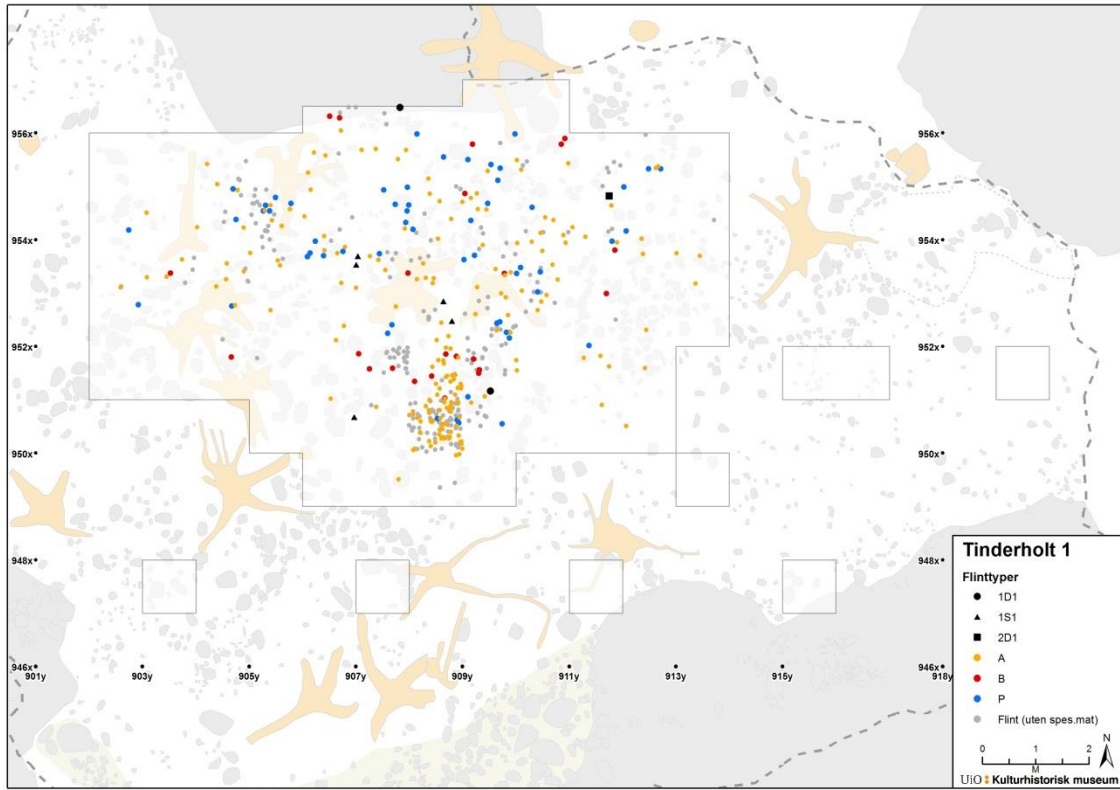 956x
956x
954x
954x
952x
952x
950x
950x
948x
948x
946x
946x
901y
903y
905y
907y
909y
911y
913y
915y
918y
Tinderholt 1
Flinttyper
1D1
1S1
2D1
A
B
P
Flint (uten spes.mat)
N
0 1 2
M
UiO Kulturhistorisk museum